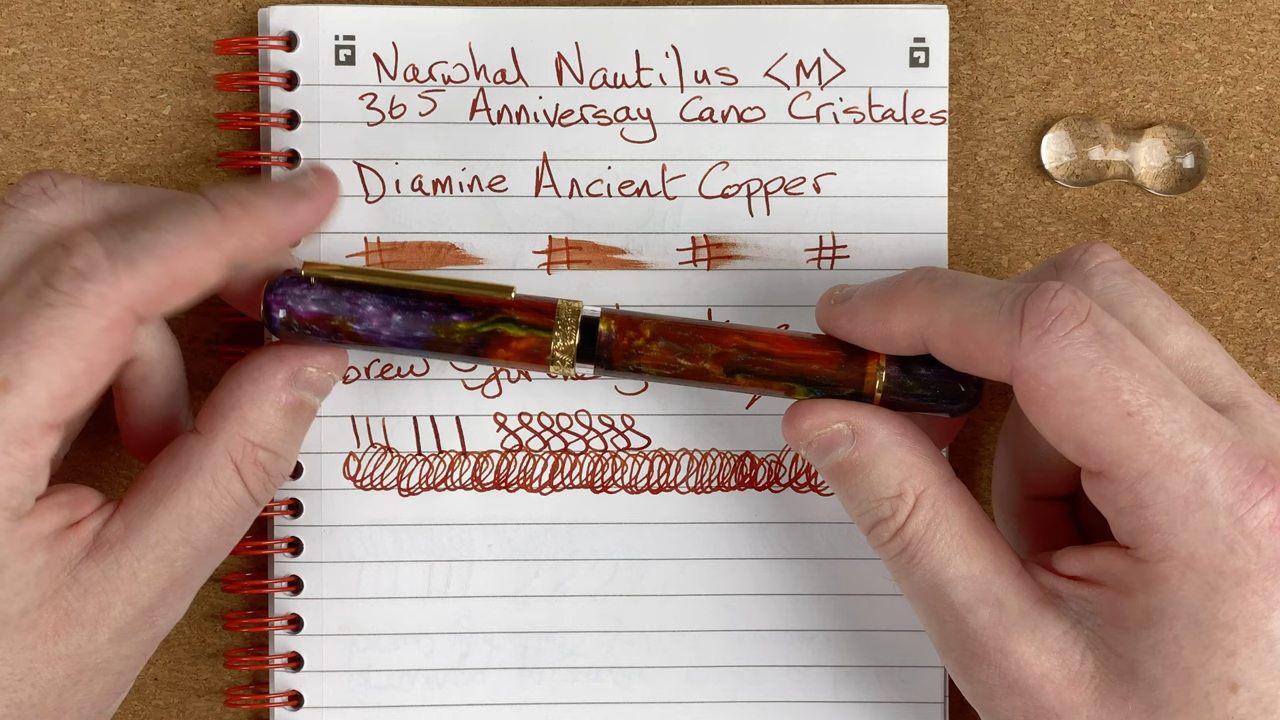 Narwhal Nautilus <M>
365 Anniversay Cano Cristales
Diamine Ancient Copper
# # # #